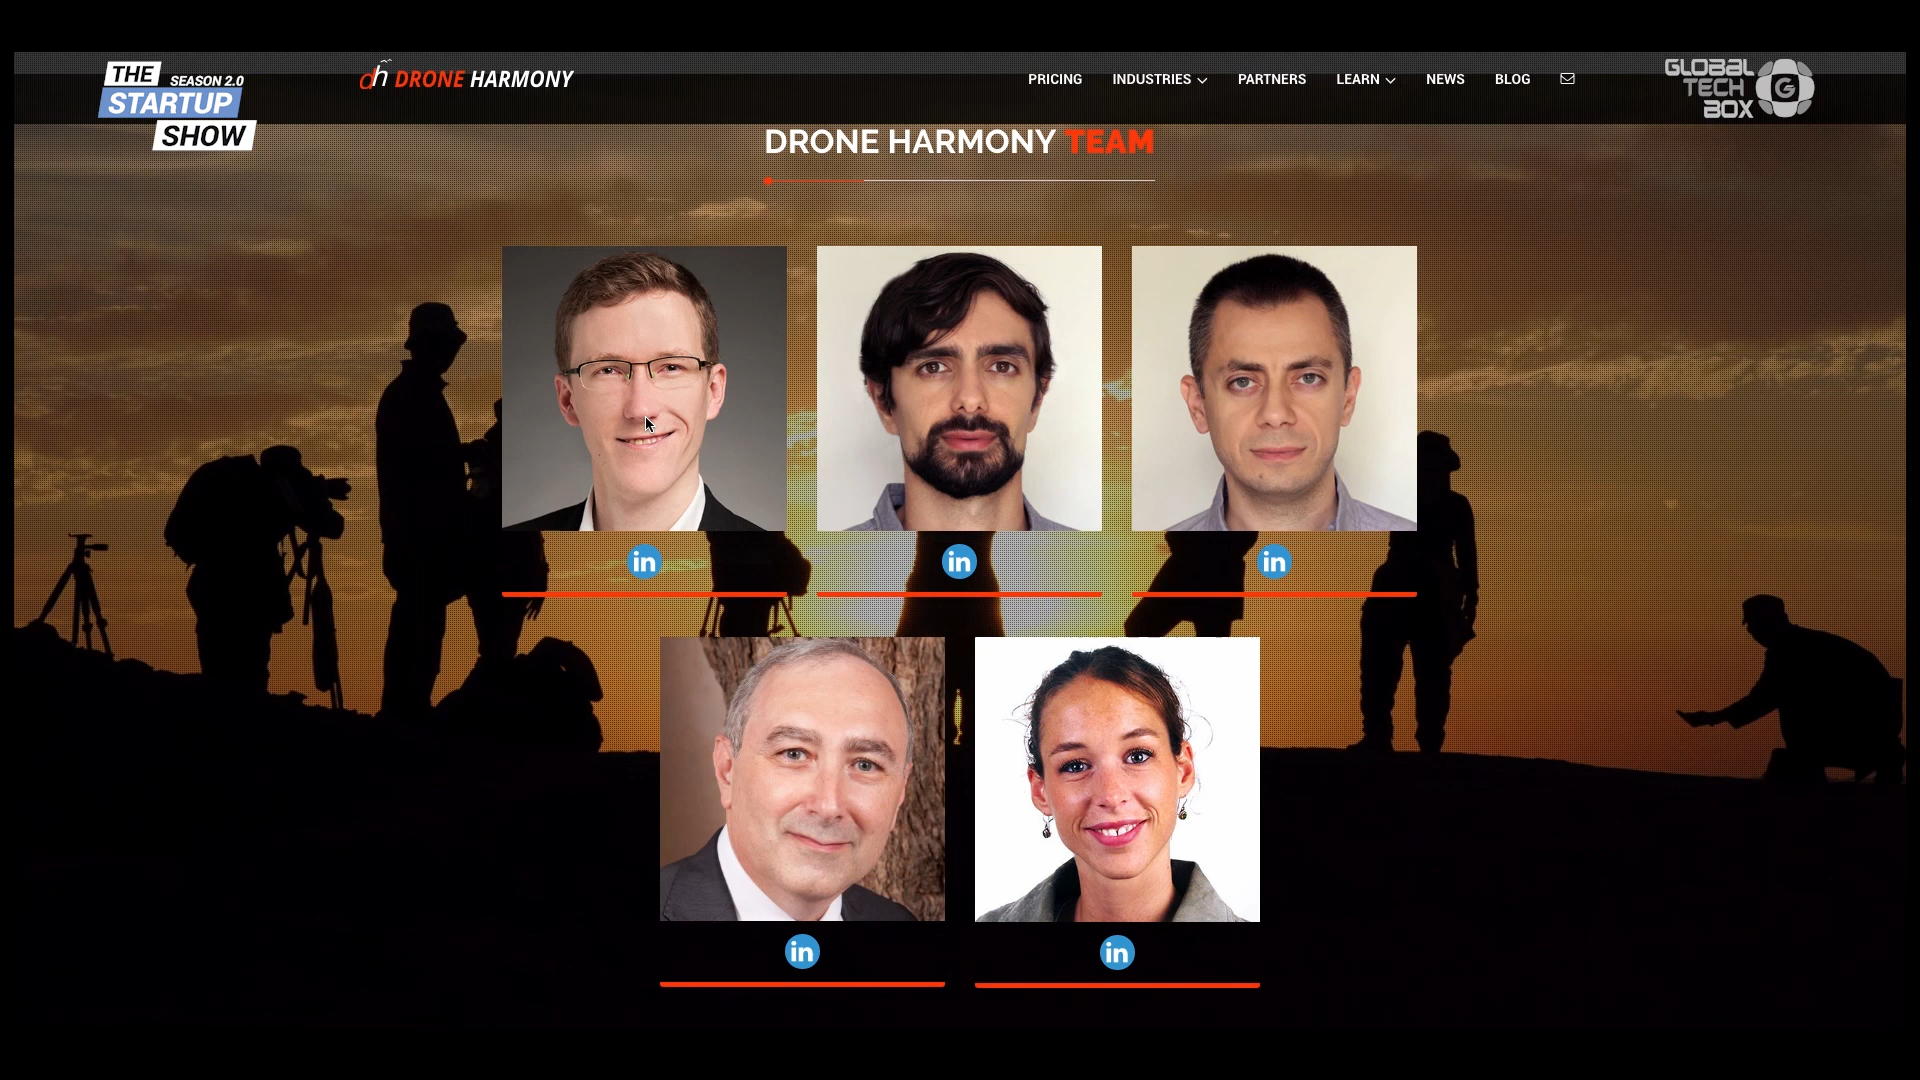 THE
SEASON 2.0
STARTUP
SHOW
dh DRONE HARMONY
PRICING
INDUSTRIES
PARTNERS
LEARN
NEWS
BLOG
GLOBAL
TECH
BOX
G
DRONE HARMONY TEAM
in
in
in
in
in